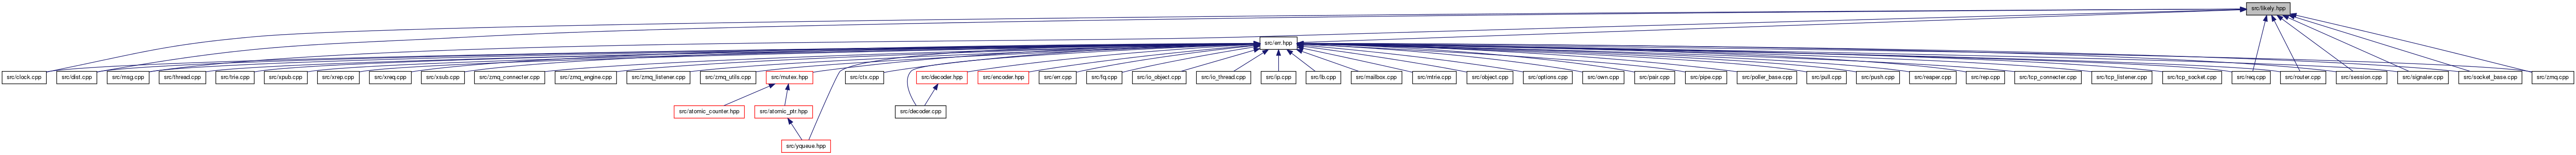 src/likely.hpp
src/err.hpp
src/clock.cpp
src/dist.cpp
src/msg.cpp
src/thread.cpp
src/trie.cpp
src/xpub.cpp
src/xrep.cpp
src/xreq.cpp
src/xsub.cpp
src/zmq_connecter.cpp
src/zmq_engine.cpp
src/zmq_listener.cpp
src/zmq_utils.cpp
src/mutex.hpp
src/ctx.cpp
src/decoder.hpp
src/encoder.hpp
src/err.cpp
src/fq.cpp
src/io_object.cpp
src/io_thread.cpp
src/ip.cpp
src/lb.cpp
src/mailbox.cpp
src/mtrie.cpp
src/object.cpp
src/options.cpp
src/own.cpp
src/pair.cpp
src/pipe.cpp
src/poller_base.cpp
src/pull.cpp
src/push.cpp
src/reaper.cpp
src/rep.cpp
src/tcp_connecter.cpp
src/tcp_listener.cpp
src/tcp_socket.cpp
src/req.cpp
src/router.cpp
src/session.cpp
src/signaler.cpp
src/socket_base.cpp
src/zmq.cpp
src/atomic_counter.hpp
src/atomic_ptr.hpp
src/decoder.cpp
src/yqueue.hpp